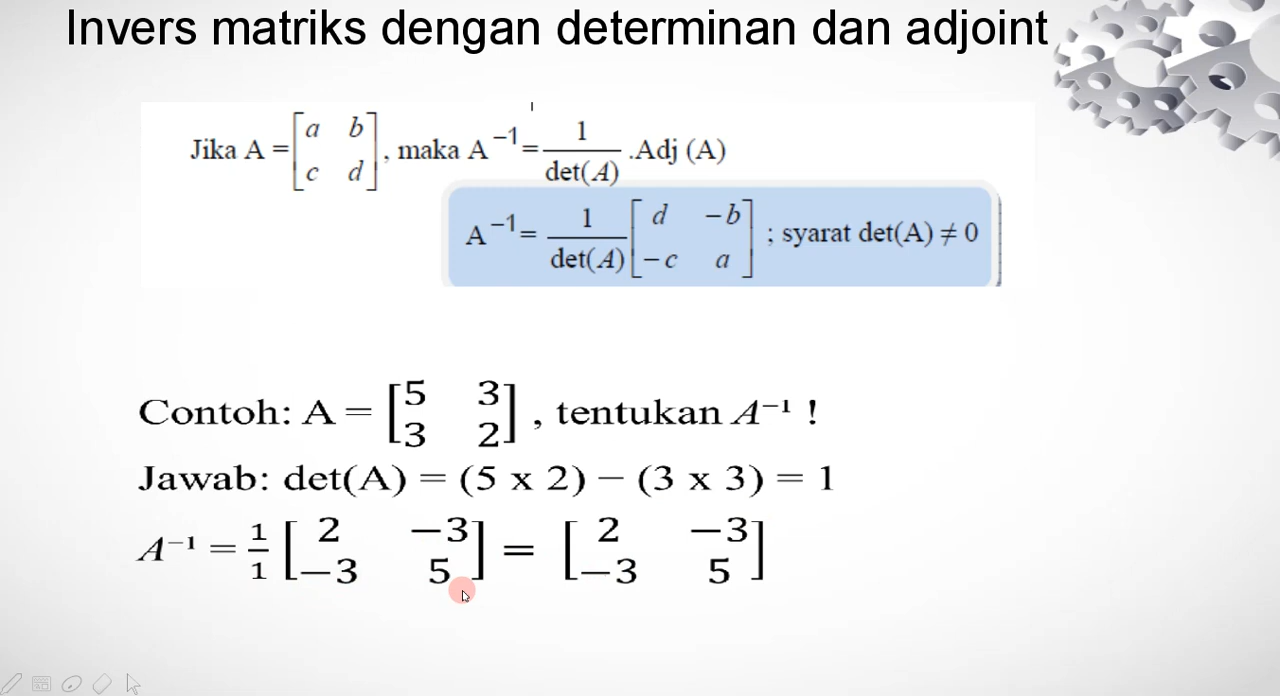 Invers matriks dengan determinan dan adjoint
Jika A = [a b; c d], maka A⁻¹ = 1/det(A) .Adj (A)
A⁻¹ = 1/det(A) [d −b; −c a] ; syarat det(A) ≠ 0
Contoh: A = [5 3; 3 2] , tentukan A⁻¹ !
Jawab: det(A) = (5 x 2) − (3 x 3) = 1
A⁻¹ = 1/1 [2 −3; −3 5] = [2 −3; −3 5]